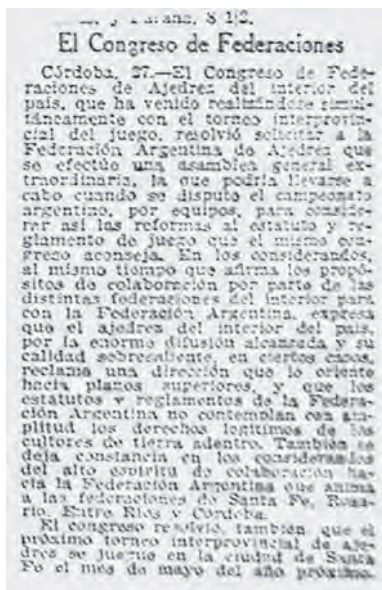 y Paraná, 8 1|2.
El Congreso de Federaciones
Córdoba, 27.—El Congreso de Fede-
raciones de Ajedrez del interior del
país, que ha venido realizándose simul-
táneamente con el torneo interprovin-
cial del juego, resolvió solicitar a la
Federación Argentina de Ajedrez que
se efectúe una asamblea general ex-
traordinaria, la que podría llevarse a
cabo cuando se dispute el campeonato
argentino, por equipos, para conside-
rar así las reformas al estatuto y re-
glamento de juego que el mismo con-
greso aconseja. En los considerandos,
al mismo tiempo que afirma los propó-
sitos de colaboración por parte de las
distintas federaciones del interior para
con la Federación Argentina, expresa
que el ajedrez del interior del país,
por la enorme difusión alcanzada y su
calidad sobresaliente, en ciertos casos,
reclama una dirección que lo oriente
hacia planos superiores, y que los
estatutos y reglamentos de la Federa-
ción Argentina no contemplan con am-
plitud los derechos legítimos de los
cultores de tierra adentro. También se
deja constancia en los considerandos
del alto espíritu de colaboración ha-
cia la Federación Argentina que anima
a las federaciones de Santa Fe, Rosa-
rio, Entre Ríos y Córdoba.
El congreso resolvió, también que el
próximo torneo interprovincial de aje-
drez se juegue en la ciudad de Santa
Fe el mes de mayo del año próximo.